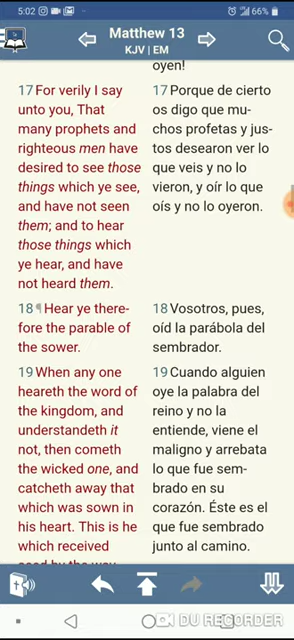 5:02
66%
Matthew 13
KJV | EM
oyen!
17 For verily I say
unto you, That
many prophets and
righteous men have
desired to see those
things which ye see,
and have not seen
them; and to hear
those things which
ye hear, and have
not heard them.
17 Porque de cierto
os digo que mu-
chos profetas y jus-
tos desearon ver lo
que veis y no lo
vieron, y oír lo que
oís y no lo oyeron.
18 ¶ Hear ye there-
fore the parable of
the sower.
18 Vosotros, pues,
oíd la parábola del
sembrador.
19 When any one
heareth the word of
the kingdom, and
understandeth it
not, then cometh
the wicked one, and
catcheth away that
which was sown in
his heart. This is he
which received
seed by the way
19 Cuando alguien
oye la palabra del
reino y no la
entiende, viene el
maligno y arrebata
lo que fue sem-
brado en su
corazón. Éste es el
que fue sembrado
junto al camino.
DU RECORDER